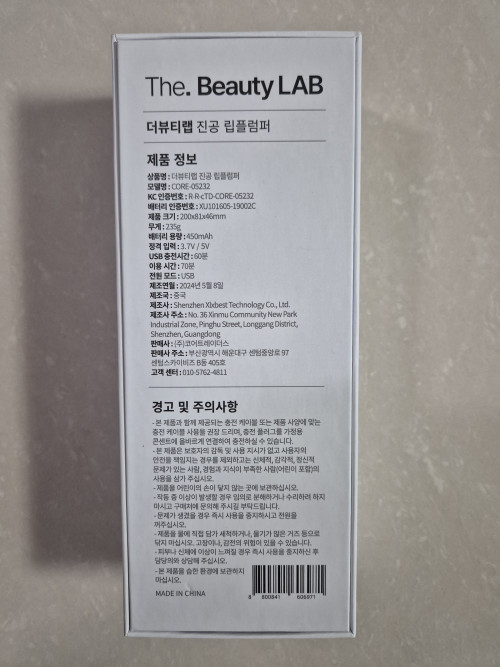 The. Beauty LAB
더뷰티랩 진공 립플럼퍼
제품 정보
상품명 : 더뷰티랩 진공 립플럼퍼
모델명 : CORE-05232
KC 인증번호 : R-R-cTD-CORE-05232
배터리 인증번호 : XU101605-19002C
제품 크기 : 200x81x46mm
무게 : 235g
배터리 용량 : 450mAh
정격 입력 : 3.7V / 5V
USB 충전시간 : 60분
이용 시간 : 70분
전원 모드 : USB
제조연월 : 2024년 5월 8일
제조국 : 중국
제조사 : Shenzhen Xlxbest Technology Co., Ltd.
제조사 주소 : No. 36 Xinmu Community New Park
Industrial Zone, Pinghu Street, Longgang District,
Shenzhen, Guangdong
판매사 : (주)코어트레이더스
판매사 주소 : 부산광역시 해운대구 센텀중앙로 97
센텀스카이비즈 B동 405호
고객 센터 : 010-5762-4811
경고 및 주의사항
- 본 제품과 함께 제공되는 충전 케이블 또는 제품 사양에 맞는
충전 케이블 사용을 권장 드리며, 충전 플러그를 가정용
콘센트에 올바르게 연결하여 충전하실 수 있습니다.
- 본 제품은 보호자의 감독 및 사용 지시가 없고 사용자의
안전을 책임지는 경우를 제외하고는 신체적, 감각적, 정신적
문제가 있는 사람, 경험과 지식이 부족한 사람(어린이 포함)의
사용을 삼가 주십시오.
- 제품을 어린이의 손이 닿지 않는 곳에 보관하십시오.
- 작동 중 이상이 발생할 경우 임의로 분해하거나 수리하려 하지
마시고 구매처에 문의해 주시길 부탁드립니다.
- 문제가 생겼을 경우 즉시 사용을 중지하시고 전원을
꺼주십시오.
- 제품을 물에 직접 담가 세척하거나, 물기가 많은 거즈 등으로
닦지 마십시오. 고장이나, 감전의 위험이 있을 수 있습니다.
- 피부나 신체에 이상이 느껴질 경우 즉시 사용을 중지하신 후
담당의와 상담해 주십시오.
- 본 제품을 습한 환경에 보관하지
마십시오.
MADE IN CHINA
8 800841 606971